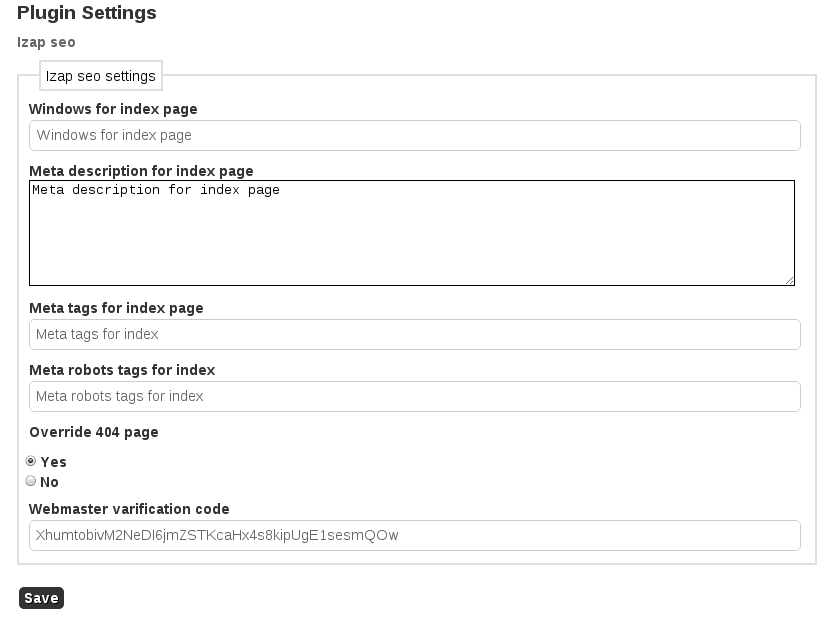 Plugin Settings
Izap seo
Izap seo settings
Windows for index page
Windows for index page
Meta description for index page
Meta description for index page
Meta tags for index page
Meta tags for index
Meta robots tags for index
Meta robots tags for index
Override 404 page
Yes
No
Webmaster varification code
XhumtobivM2NeDI6jmZSTKcaHx4s8kipUgE1sesmQOw
Save